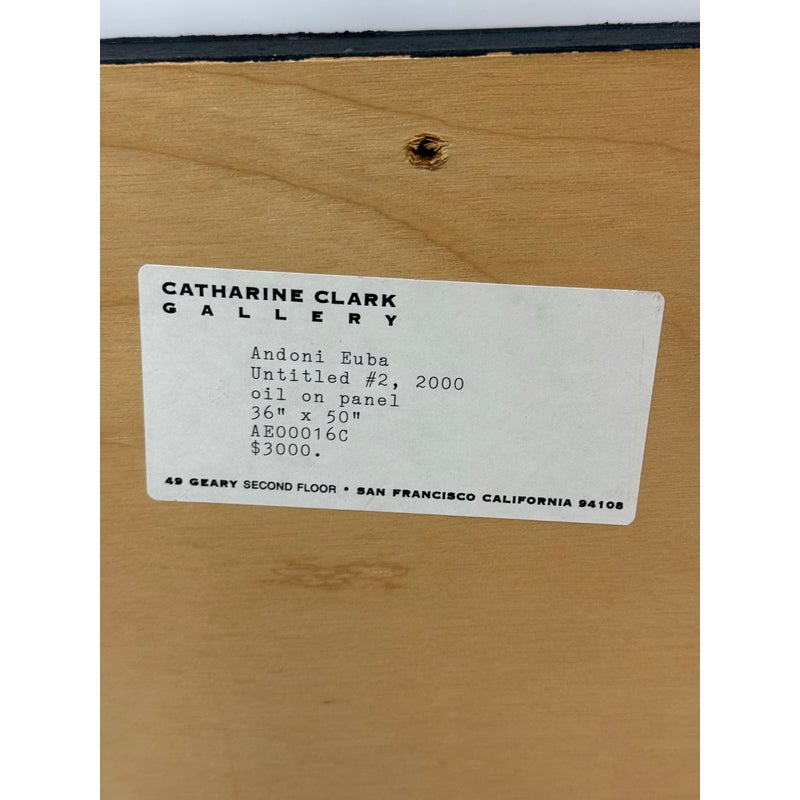 CATHARINE CLARK
GALLERY
Andoni Euba
Untitled #2, 2000
oil on panel
36" x 50"
AE00016C
$3000.
49 GEARY SECOND FLOOR • SAN FRANCISCO CALIFORNIA 94108